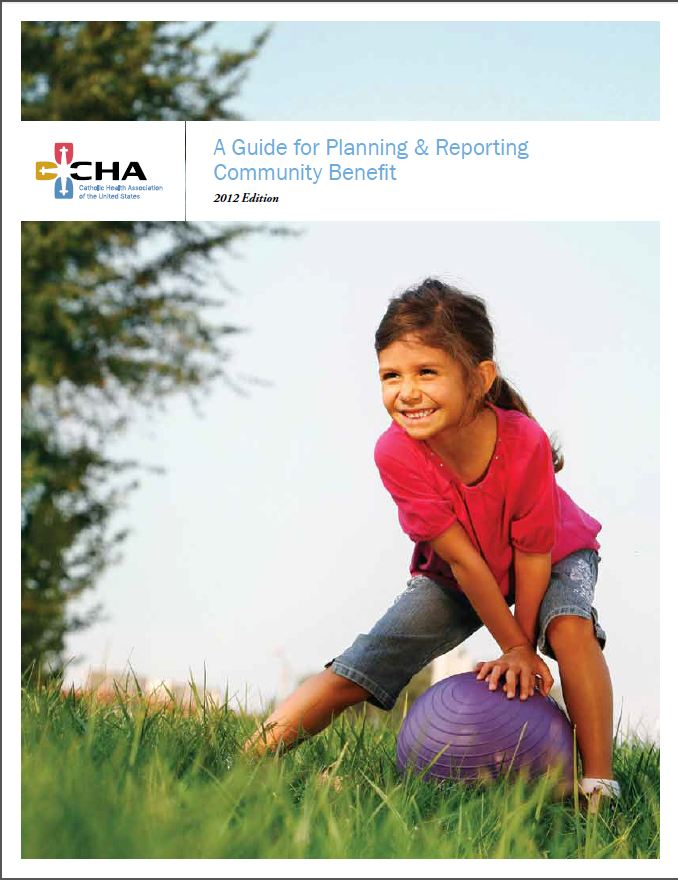 A Guide for Planning & Reporting
Community Benefit
2012 Edition
CHA
Catholic Health Association
of the United States